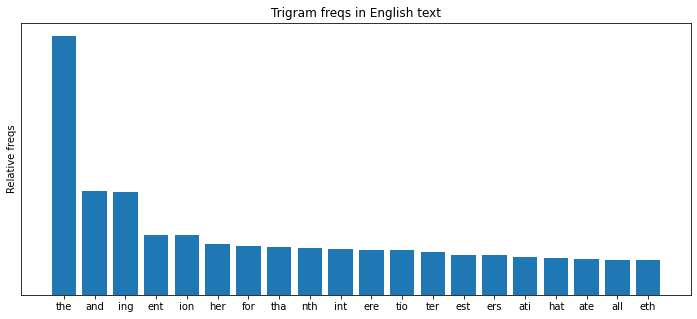 Trigram freqs in English text
Relative freqs
the and ing ent ion her for tha nth int ere tio ter est ers ati hat ate all eth